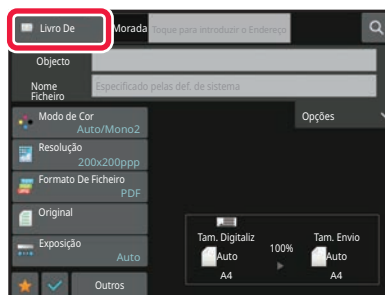 Livro De
Morada
Toque para introduzir o Endereço
Objecto
Nome
Ficheiro
Especificado pelas def. de sistema
Modo de
Cor
Auto/Mono2
Opções
Resolução
200x200ppp
Formato De Ficheiro
PDF
Original
Exposição
Auto
Tam. Digitaliz
100%
Tam. Envio
Auto
Auto
A4
A4
Outros